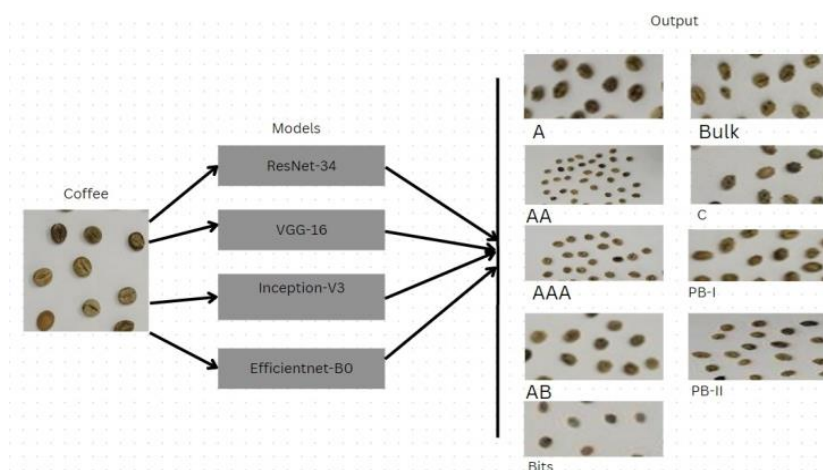 Output
Models
Coffee
ResNet-34
VGG-16
Inception-V3
Efficientnet-B0
A
Bulk
AA
C
AAA
PB-I
AB
PB-II
Bits